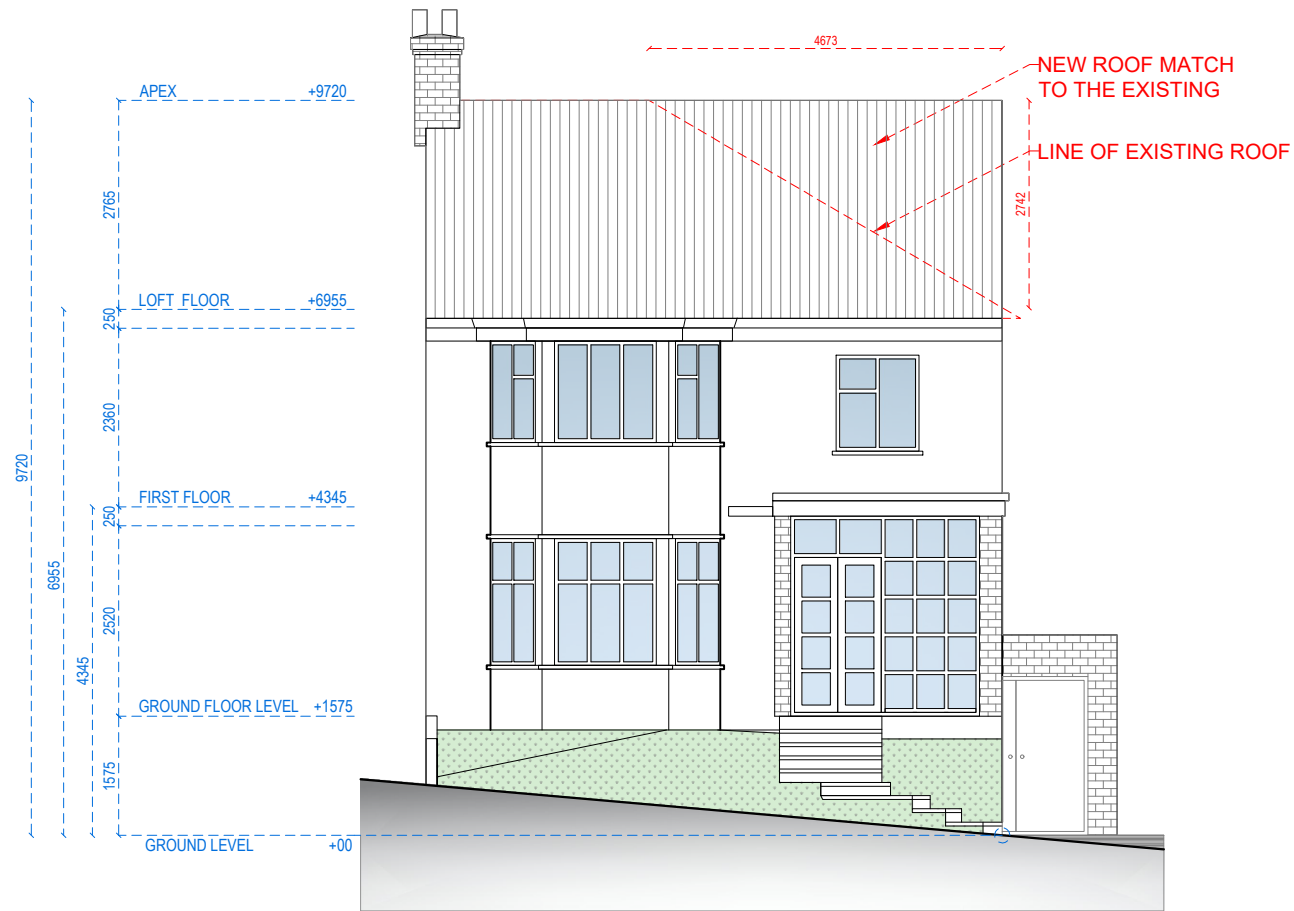 4673
NEW ROOF MATCH
TO THE EXISTING
APEX +9720
LINE OF EXISTING ROOF
2765
2742
LOFT FLOOR +6955
250
2360
9720
FIRST FLOOR +4345
250
6955
2520
4345
GROUND FLOOR LEVEL +1575
1575
GROUND LEVEL +00